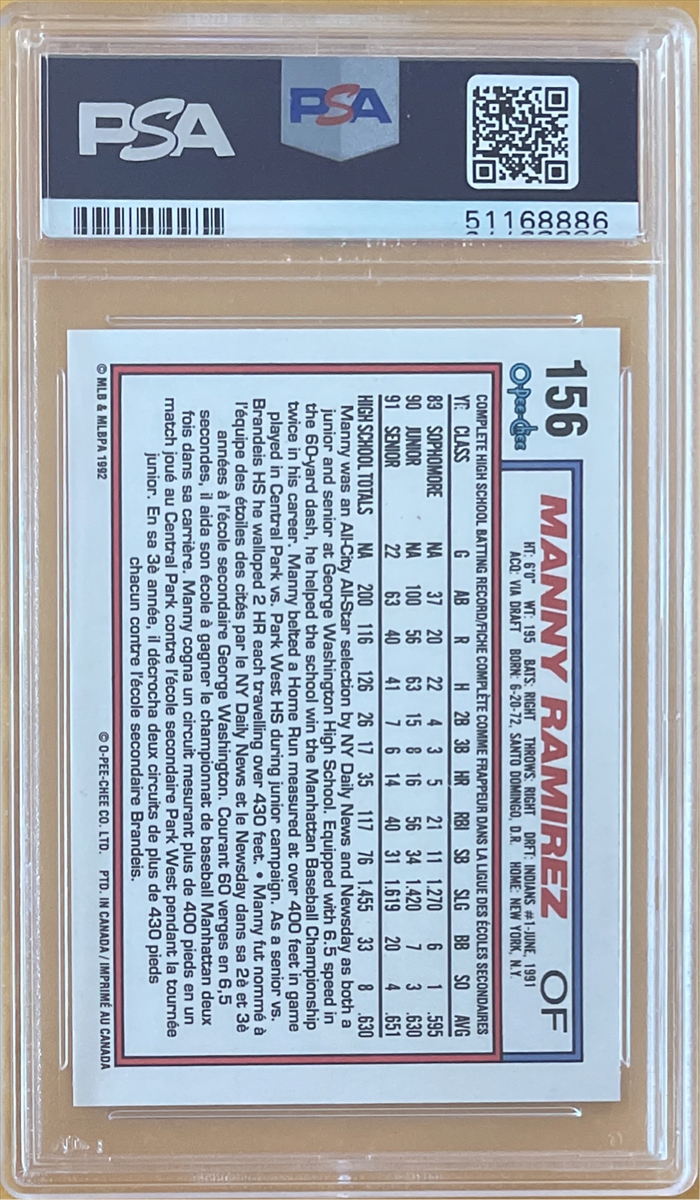 PSA
PSA
51168886
156
O-Pee-Chee
MANNY RAMIREZ OF
HT: 6'0" WT: 195 BATS: RIGHT THROWS: RIGHT DRFT: INDIANS #1-JUNE, 1991
ACQ: VIA DRAFT BORN: 6-20-72, SANTO DOMINGO, D.R. HOME: NEW YORK, N.Y.
COMPLETE HIGH SCHOOL BATTING RECORD/FICHE COMPLÈTE COMME FRAPPEUR DANS LA LIGUE DES ÉCOLES SECONDAIRES
YR CLASS G AB R H 2B 3B HR RBI SB SLG BB SO AVG
89 SOPHOMORE NA 37 20 22 4 3 5 21 11 1.270 6 1 .595
90 JUNIOR NA 100 56 63 15 8 16 56 34 1.420 7 3 .630
91 SENIOR 22 63 40 41 7 6 14 40 31 1.619 20 4 .651
HIGH SCHOOL TOTALS NA 200 116 126 26 17 35 117 76 1.455 33 8 .630
Manny was an All-City All-Star selection by NY Daily News and Newsday as both a
junior and senior at George Washington High School. Equipped with 6.5 speed in
the 60-yard dash, he helped the school win the Manhattan Baseball Championship
twice in his career. Manny belted a Home Run measured at over 400 feet in game
played in Central Park vs. Park West HS during junior campaign. As a senior vs.
Brandeis HS he walloped 2 HR each travelling over 430 feet. • Manny fut nommé à
l'équipe des étoiles des cités par le NY Daily News et le Newsday dans sa 2è et 3è
années à l'école secondaire George Washington. Courant 60 verges en 6,5
secondes, il aida son école à gagner le championnat de baseball Manhattan deux
fois dans sa carrière. Manny cogna un circuit mesurant plus de 400 pieds en un
match joué au Central Park contre l'école secondaire Park West pendant la tournée
junior. En sa 3è année, il décrocha deux circuits de plus de 430 pieds
chacun contre l'école secondaire Brandeis.
© MLB & MLBPA 1992 © O-PEE-CHEE CO. LTD. PTD. IN CANADA / IMPRIMÉ AU CANADA